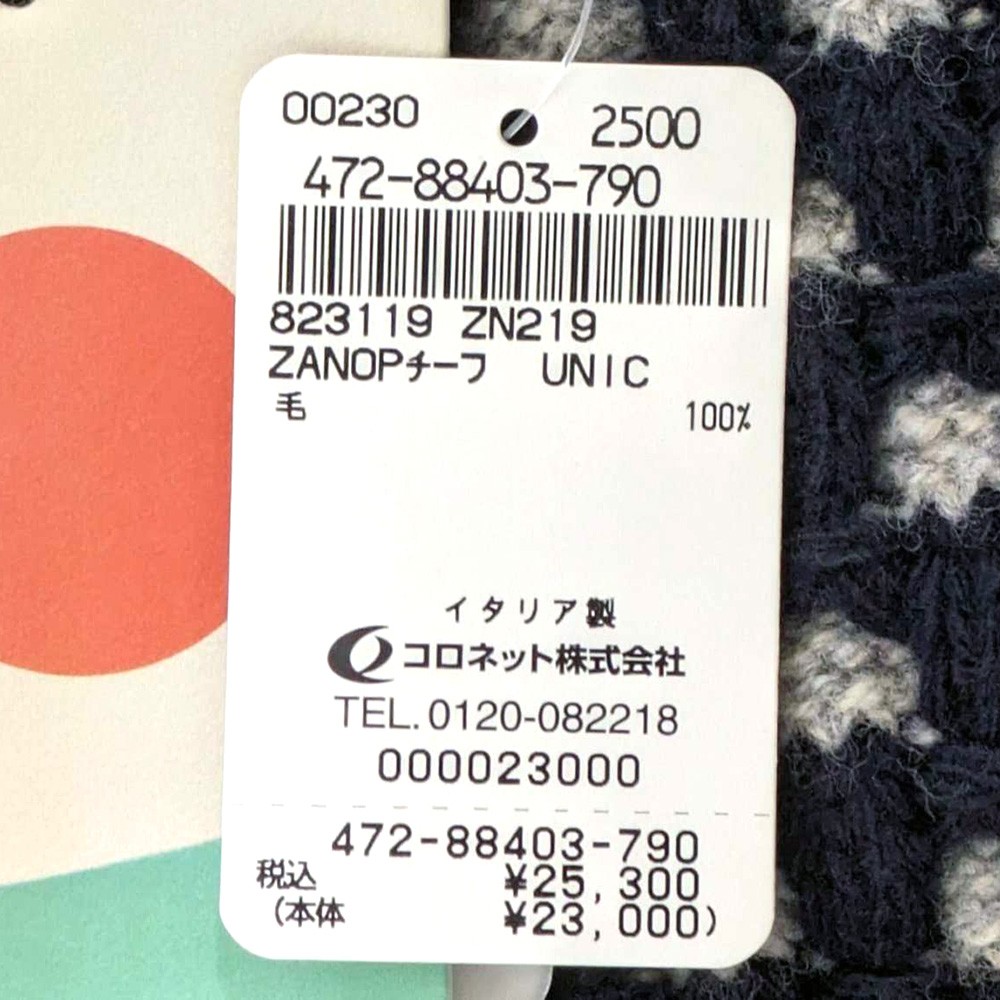 00230 2500
472-88403-790
823119 ZN219
ZANOPチーフ UNIC
毛 100%
イタリア製
コロネット株式会社
TEL.0120-082218
000023000
472-88403-790
税込 ¥25,300
(本体 ¥23,000)